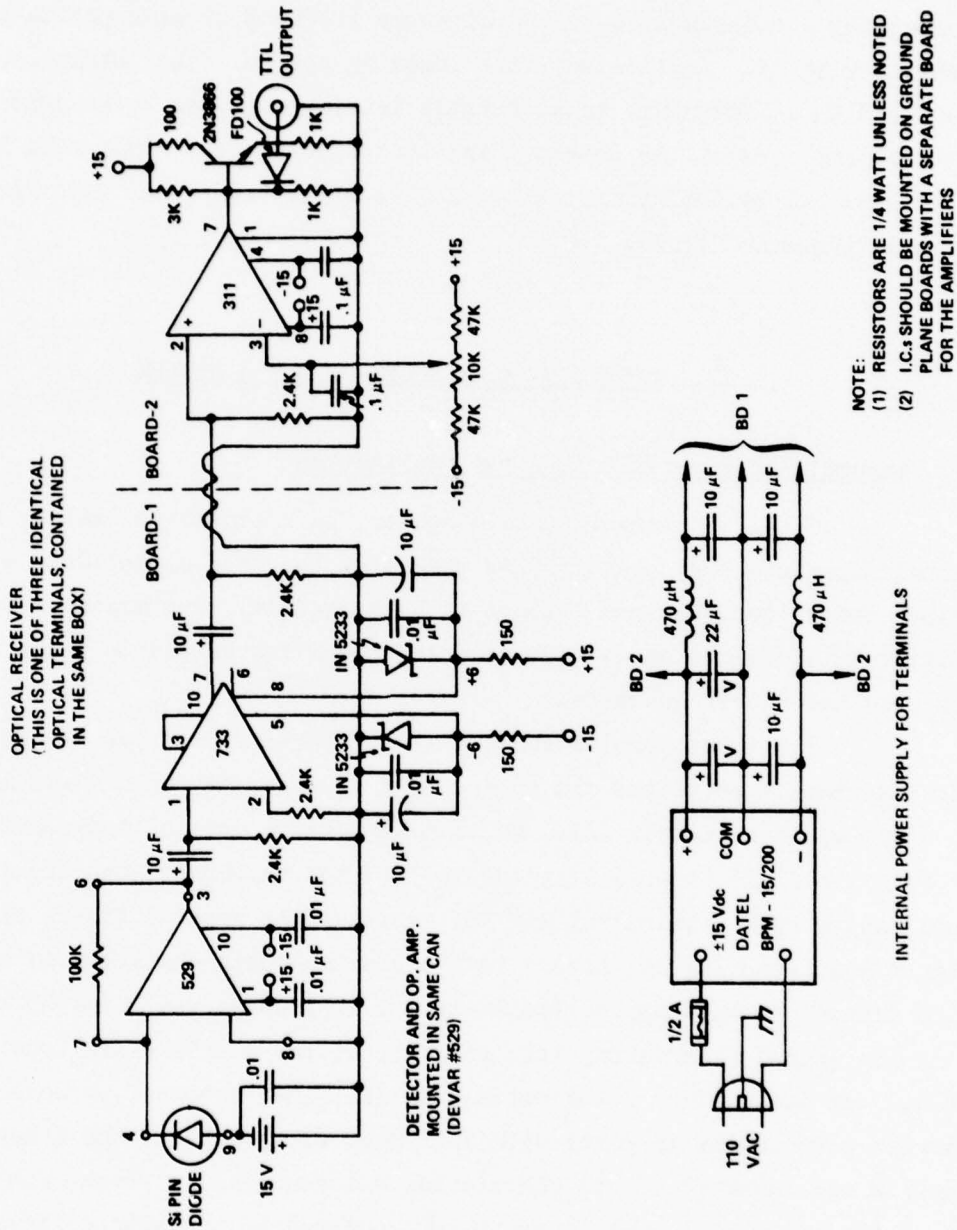 OPTICAL RECEIVER
(THIS IS ONE OF THREE IDENTICAL
OPTICAL TERMINALS, CONTAINED
IN THE SAME BOX)
Si PIN
DIODE
4
9
15 V
+
.01
7
100K
6
529
3
8
1
10
+15
-15
.01 µF
.01 µF
DETECTOR AND OP. AMP.
MOUNTED IN SAME CAN
(DEVAR #529)
10 µF
+
2.4K
2.4K
1
2
3
10
733
7
6
8
5
10 µF
+
.01
µF
IN 5233
-6
150
-15
IN 5233
.01
µF
10 µF
+6
150
+15
10 µF
+
2.4K
BOARD-1
BOARD-2
2.4K
2
+
3
−
311
7
1
4
8
+15
-15
.1 µF
.1 µF
-15
47K
10K
47K
+15
+15
3K
100
2N3866
FD100
1K
1K
TTL
OUTPUT
110
VAC
1/2 A
±15 Vdc
DATEL
BPM - 15/200
+
COM
−
+
V
10 µF
BD 2
+
22 µF
V
BD 2
470 µH
470 µH
+
10 µF
+
10 µF
BD 1
INTERNAL POWER SUPPLY FOR TERMINALS
NOTE:
(1) RESISTORS ARE 1/4 WATT UNLESS NOTED
(2) I.C.s SHOULD BE MOUNTED ON GROUND
PLANE BOARDS WITH A SEPARATE BOARD
FOR THE AMPLIFIERS